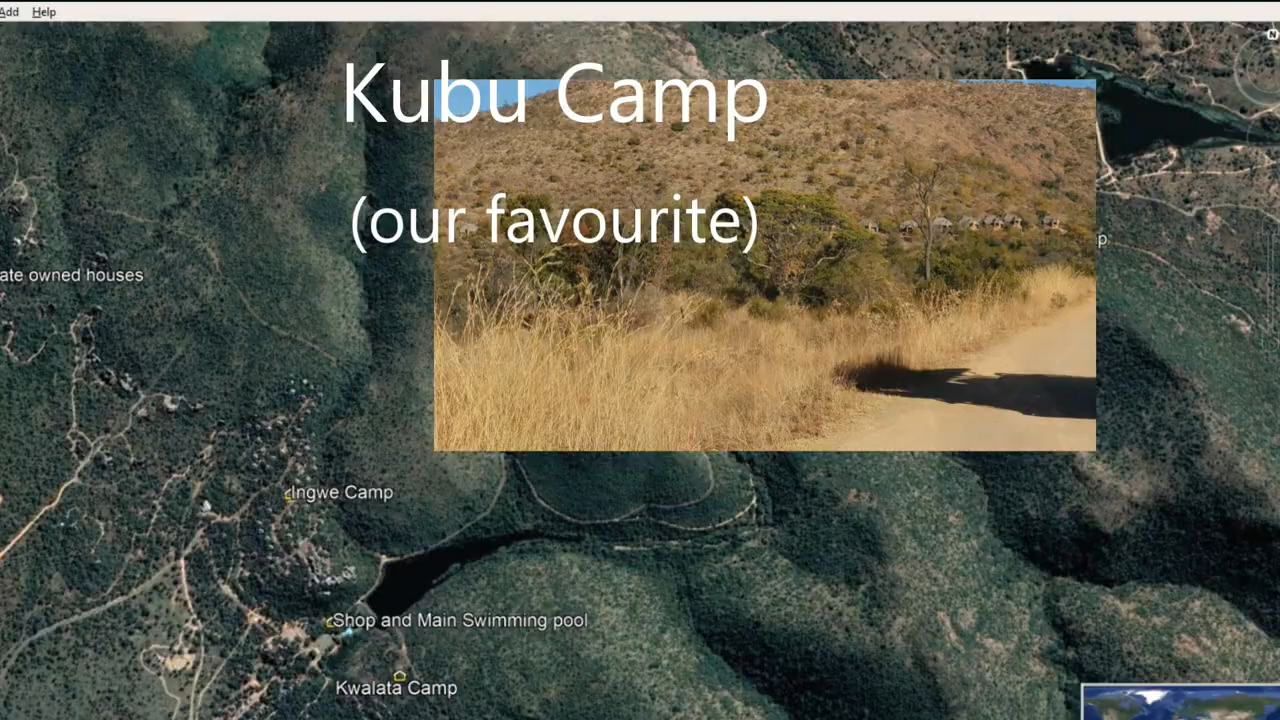 Add Help
N
Kubu Camp
(our favourite)
p
ate owned houses
Ingwe Camp
Shop and Main Swimming pool
Kwalata Camp